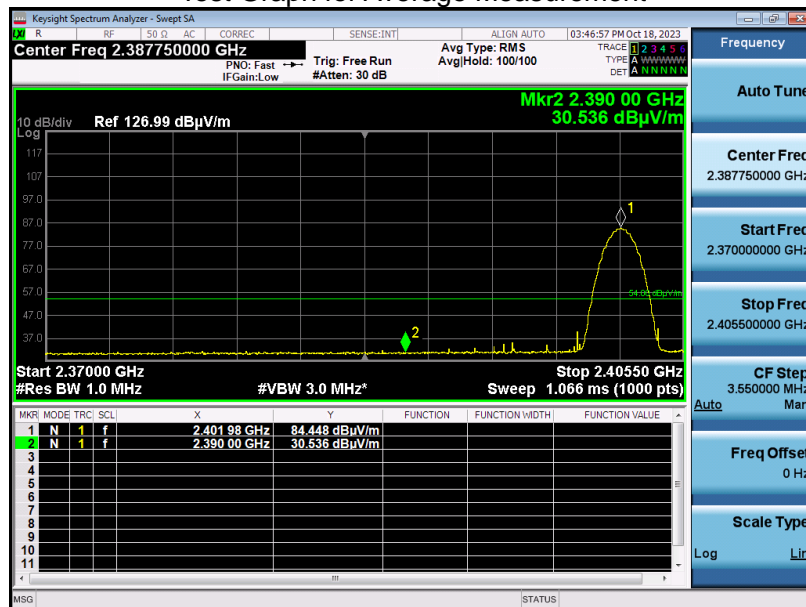 Test Graph for Average Measurement
Keysight Spectrum Analyzer - Swept SA
LXI R RF 50 Ω AC CORREC SENSE:INT ALIGN AUTO 03:46:57 PM Oct 18, 2023
Center Freq 2.387750000 GHz
PNO: Fast
IFGain:Low
Trig: Free Run
#Atten: 30 dB
Avg Type: RMS
Avg|Hold: 100/100
TRACE 1 2 3 4 5 6
TYPE A WWWWW
DET A N N N N N
Mkr2 2.390 00 GHz
30.536 dBµV/m
10 dB/div Ref 126.99 dBµV/m
Log
117
107
97.0
87.0
77.0
67.0
57.0
47.0
37.0
1
2
Start 2.37000 GHz Stop 2.40550 GHz
#Res BW 1.0 MHz #VBW 3.0 MHz* Sweep 1.066 ms (1000 pts)
MKR MODE TRC SCL X Y FUNCTION FUNCTION WIDTH FUNCTION VALUE
1 N 1 f 2.401 98 GHz 84.448 dBµV/m
2 N 1 f 2.390 00 GHz 30.536 dBµV/m
3
4
5
6
7
8
9
10
11
MSG STATUS
Frequency
Auto Tune
Center Freq
2.387750000 GHz
Start Freq
2.370000000 GHz
Stop Freq
2.405500000 GHz
CF Step
3.550000 MHz
Auto Man
Freq Offset
0 Hz
Scale Type
Log Lin